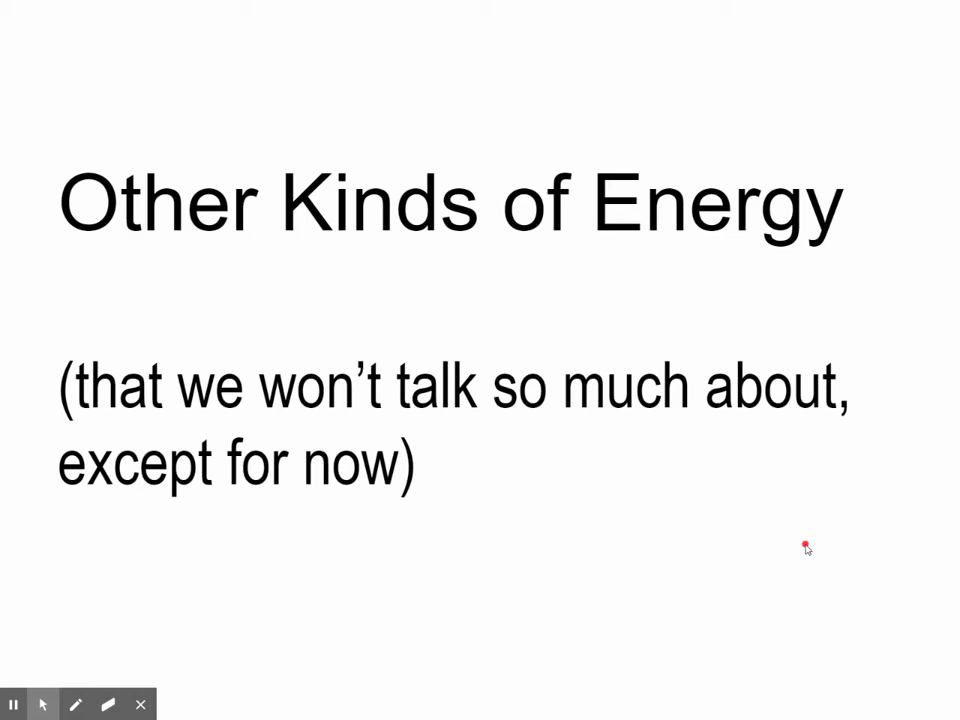 Other Kinds of Energy
(that we won’t talk so much about,
except for now)